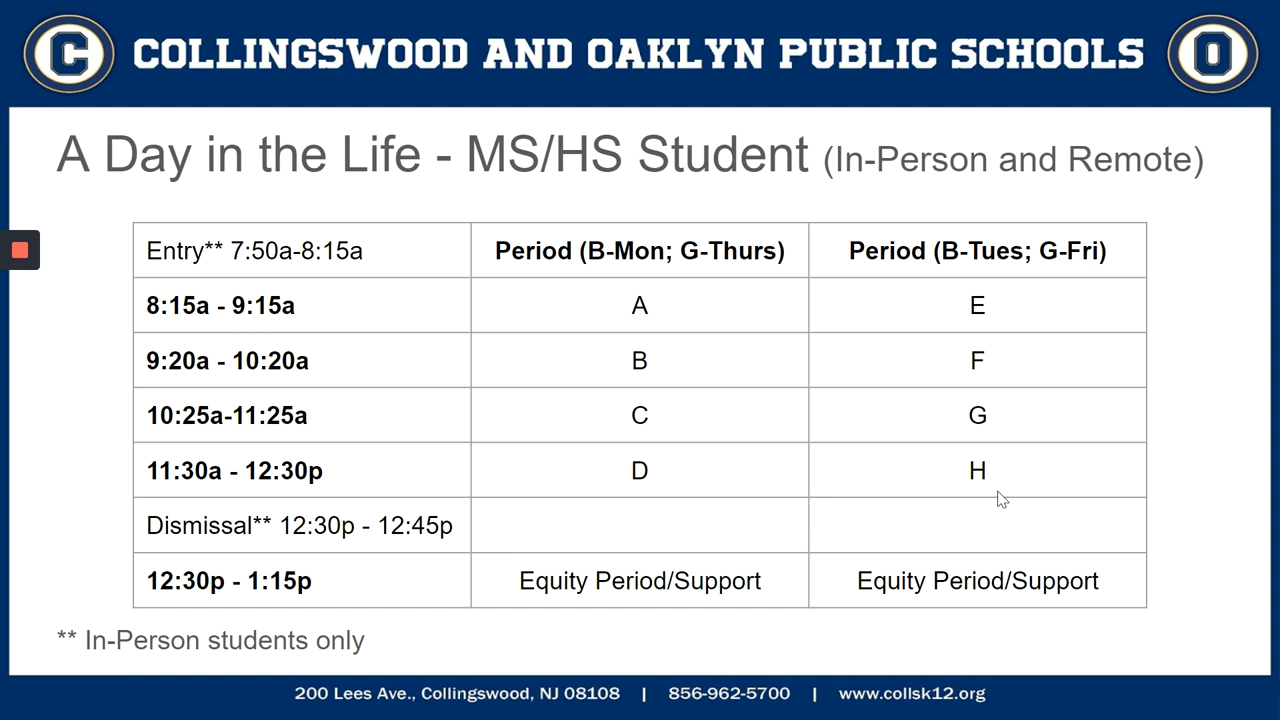 C COLLINGSWOOD AND OAKLYN PUBLIC SCHOOLS O
A Day in the Life - MS/HS Student (In-Person and Remote)
Entry** 7:50a-8:15a Period (B-Mon; G-Thurs) Period (B-Tues; G-Fri)
8:15a - 9:15a A E
9:20a - 10:20a B F
10:25a-11:25a C G
11:30a - 12:30p D H
Dismissal** 12:30p - 12:45p
12:30p - 1:15p Equity Period/Support Equity Period/Support
** In-Person students only
200 Lees Ave., Collingswood, NJ 08108 | 856-962-5700 | www.collsk12.org